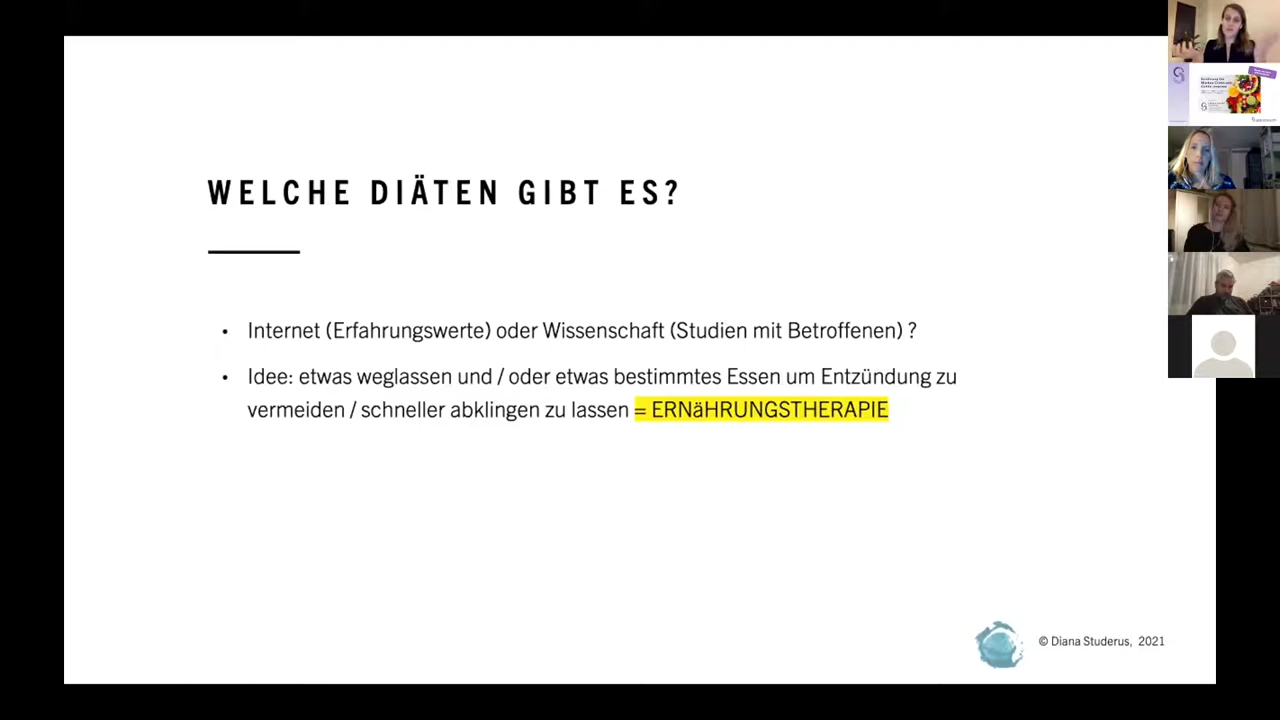 WELCHE DIÄTEN GIBT ES?
• Internet (Erfahrungswerte) oder Wissenschaft (Studien mit Betroffenen) ?
• Idee: etwas weglassen und / oder etwas bestimmtes Essen um Entzündung zu
vermeiden / schneller abklingen zu lassen = ERNäHRUNGSTHERAPIE
© Diana Studerus, 2021